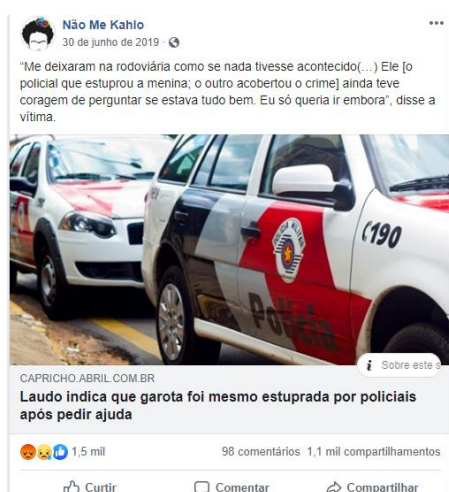 Não Me Kahlo
30 de junho de 2019 ·
“Me deixaram na rodoviária como se nada tivesse acontecido(…) Ele [o
policial que estuprou a menina; o outro acobertou o crime] ainda teve
coragem de perguntar se estava tudo bem. Eu só queria ir embora”, disse a
vítima.
190
Polícia
i Sobre este s
CAPRICHO.ABRIL.COM.BR
Laudo indica que garota foi mesmo estuprada por policiais
após pedir ajuda
1,5 mil 98 comentários 1,1 mil compartilhamentos
Curtir Comentar Compartilhar